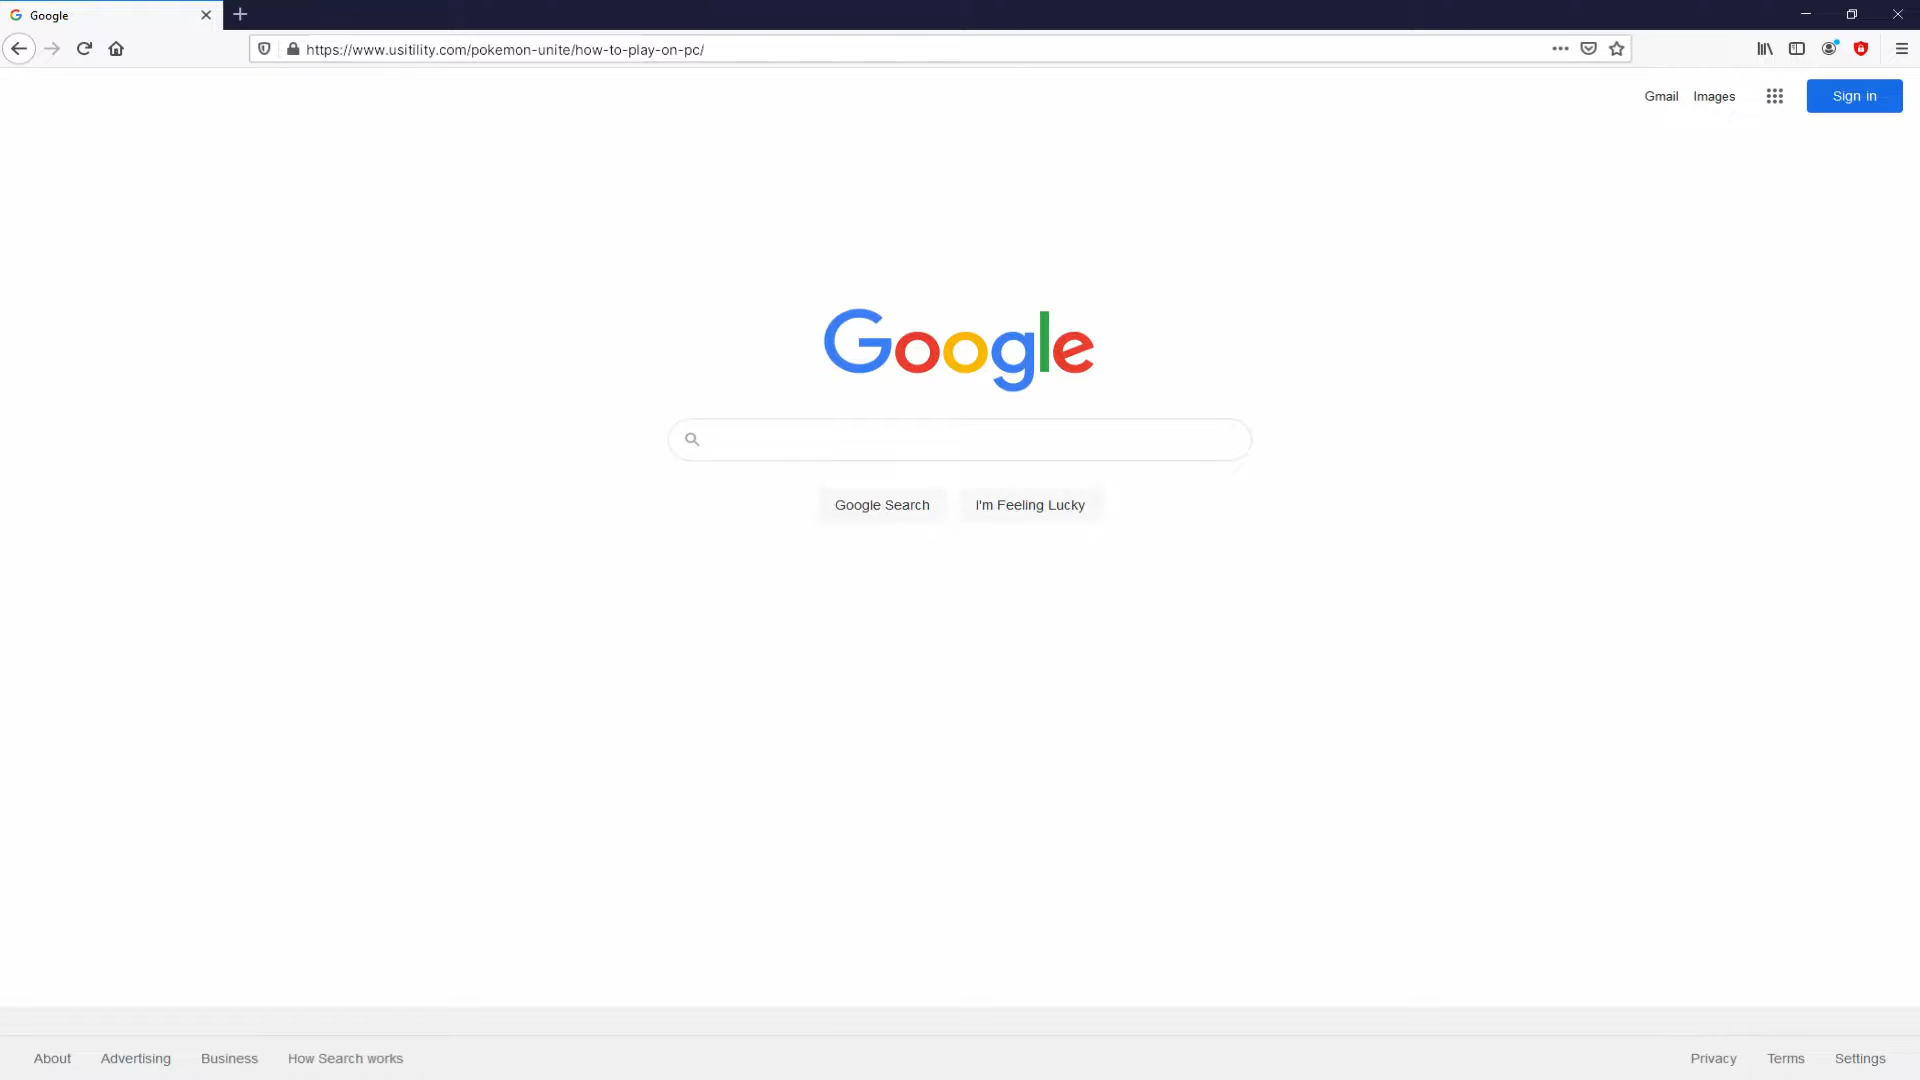 Google
https://www.usitility.com/pokemon-unite/how-to-play-on-pc/
Gmail Images Sign in
Google
Google Search I'm Feeling Lucky
About Advertising Business How Search works Privacy Terms Settings